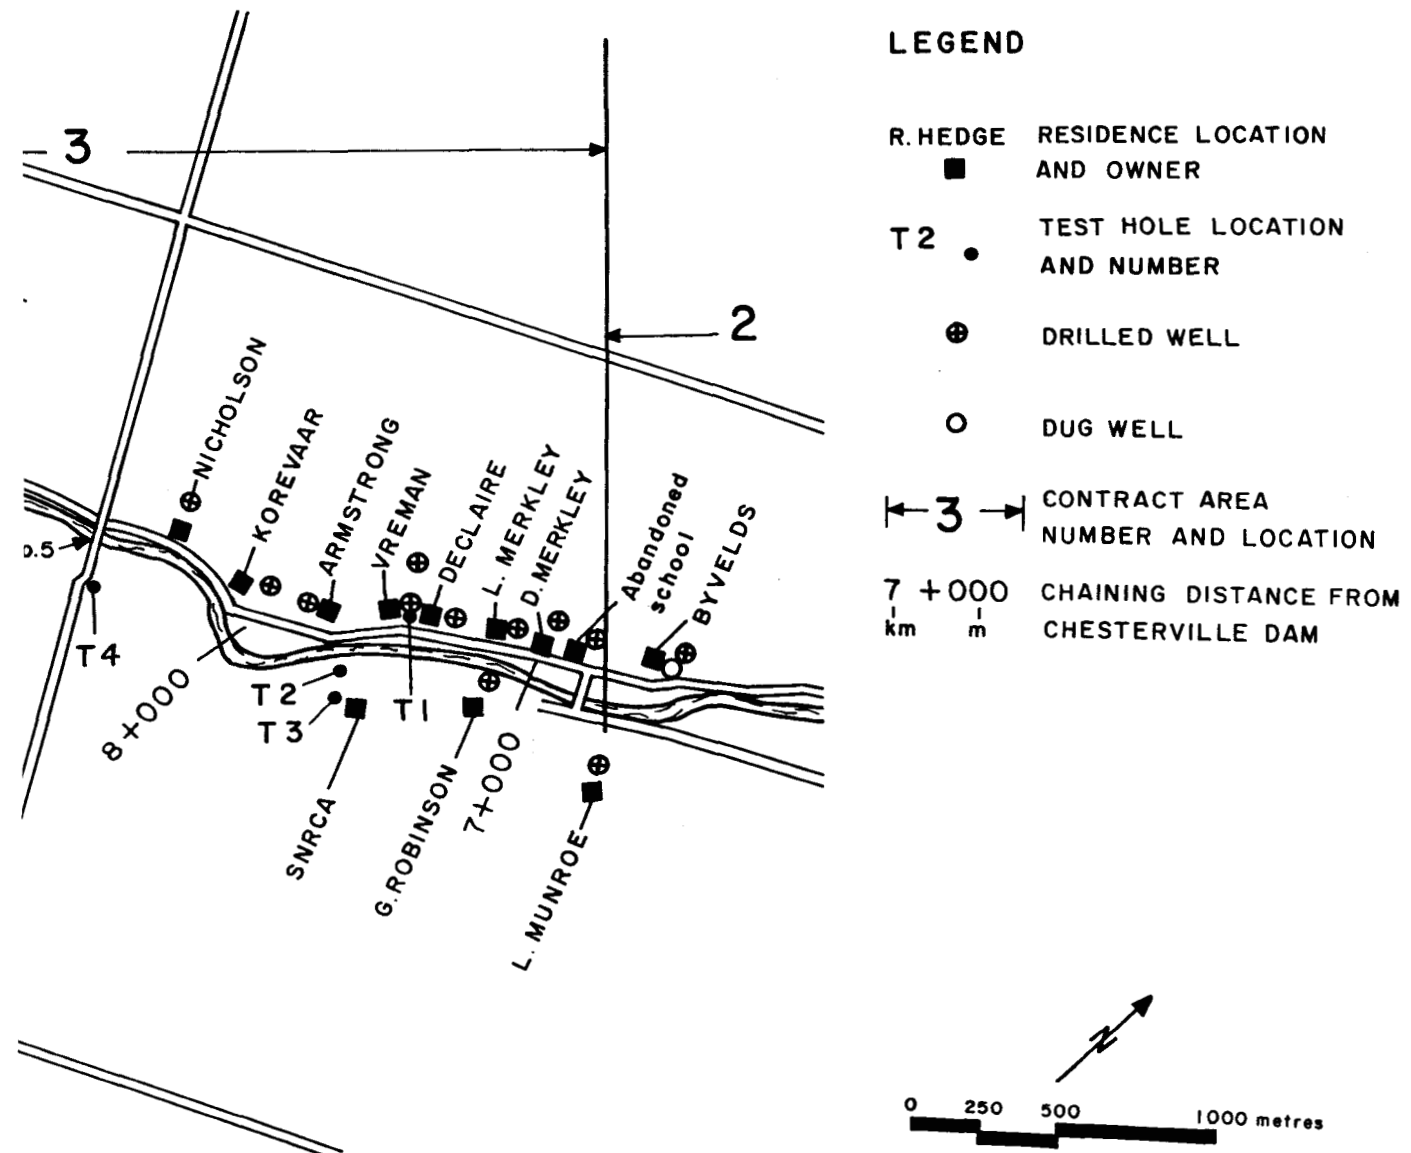 3
2
NICHOLSON
KOREVAAR
ARMSTRONG
VREMAN
DECLAIRE
L. MERKLEY
D. MERKLEY
Abandoned
school
BYVELDS
T4
8+000
T2
T3
T1
SNRCA
G. ROBINSON
7+000
L. MUNROE
LEGEND
R. HEDGE RESIDENCE LOCATION
AND OWNER
T2 TEST HOLE LOCATION
AND NUMBER
DRILLED WELL
DUG WELL
3 CONTRACT AREA
NUMBER AND LOCATION
7+000 CHAINING DISTANCE FROM
km m CHESTERVILLE DAM
N
0 250 500 1000 metres